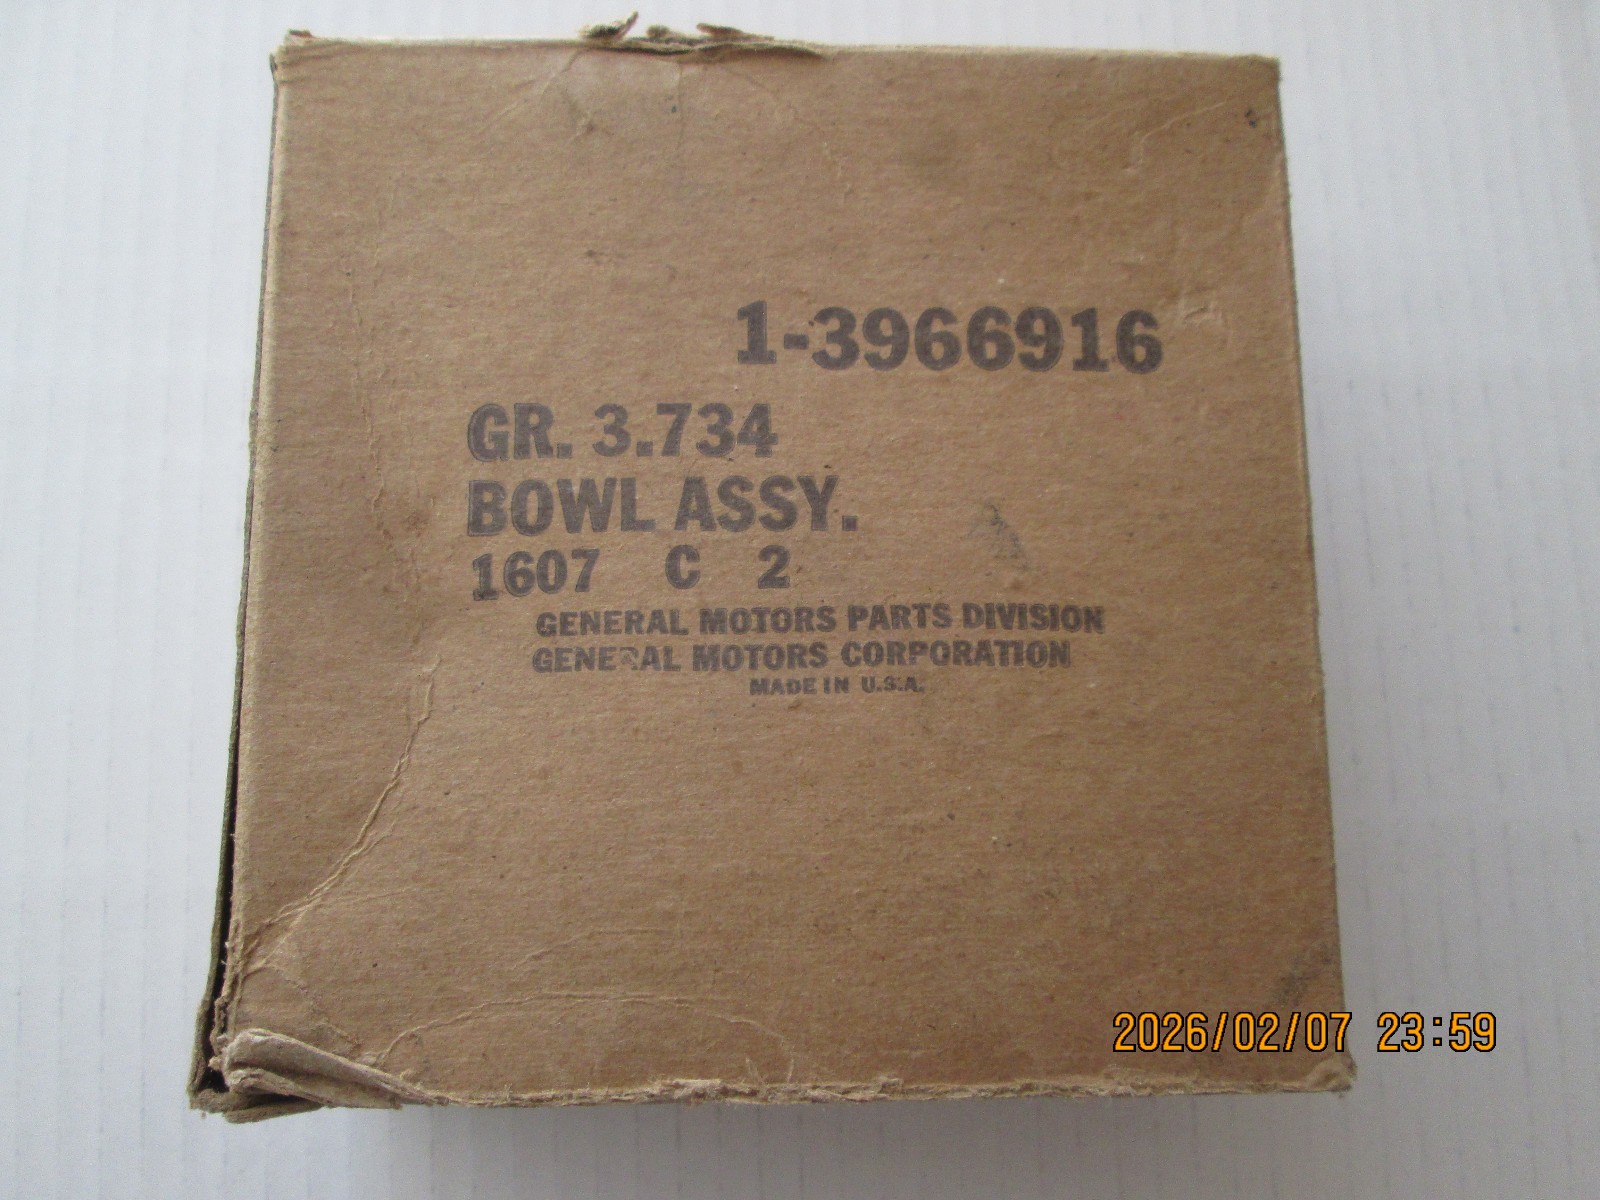 1-3966916
GR. 3.734
BOWL ASSY.
1607 C 2
GENERAL MOTORS PARTS DIVISION
GENERAL MOTORS CORPORATION
MADE IN U.S.A.
2026/02/07 23:59